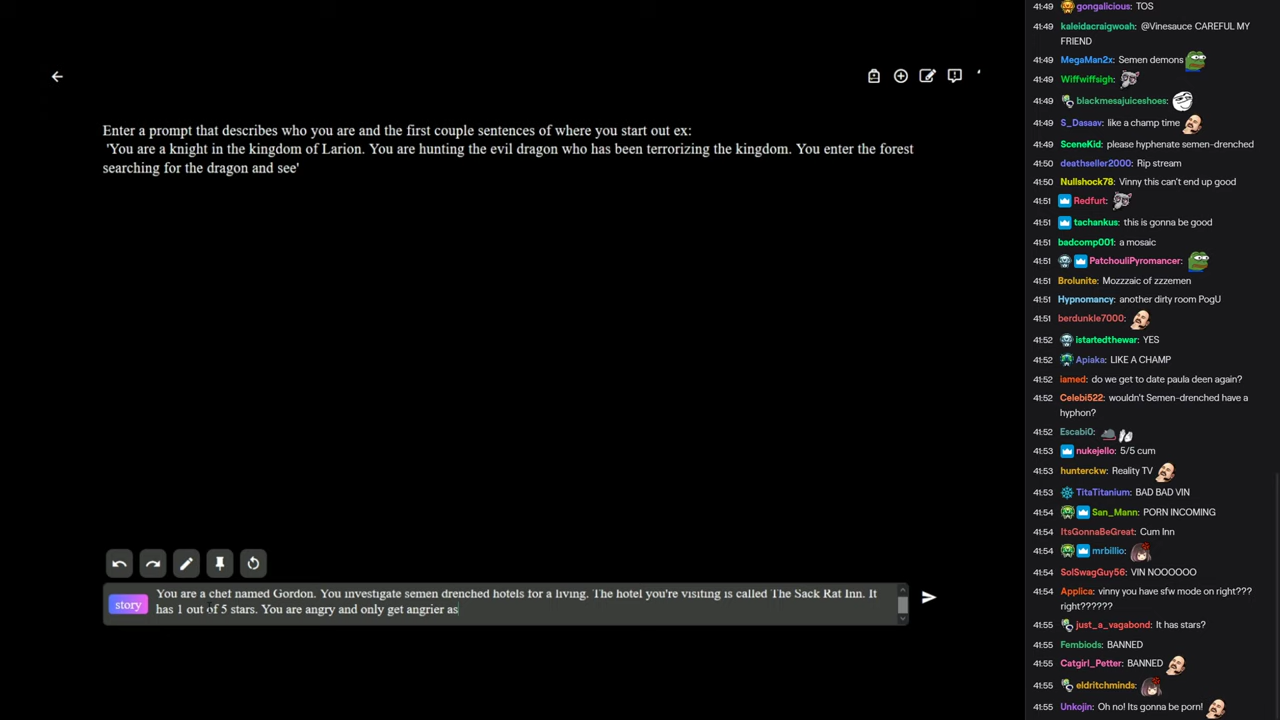 Enter a prompt that describes who you are and the first couple sentences of where you start out ex:
'You are a knight in the kingdom of Larion. You are hunting the evil dragon who has been terrorizing the kingdom. You enter the forest
searching for the dragon and see'
story
You are a chef named Gordon. You investigate semen drenched hotels for a living. The hotel you're visiting is called The Sack Rat Inn. It
has 1 out of 5 stars. You are angry and only get angrier as
41:49 gongalicious: TOS
41:49 kaleidacraigwoah: @Vinesauce CAREFUL MY
FRIEND
41:49 MegaMan2x: Semen demons
41:49 Wiffwiffsigh:
41:49 blackmesajuiceshoes:
41:49 S_Dasaav: like a champ time
41:49 SceneKid: please hyphenate semen-drenched
41:50 deathseller2000: Rip stream
41:50 Nullshock78: Vinny this can't end up good
41:51 Redfurt:
41:51 tachankus: this is gonna be good
41:51 badcomp001: a mosaic
41:51 PatchouliPyromancer:
41:51 Brolunite: Mozzzaic of zzzemen
41:51 Hypnomancy: another dirty room PogU
41:51 berdunkle7000:
41:52 istartedthewar: YES
41:52 Apiaka: LIKE A CHAMP
41:52 iamed: do we get to date paula deen again?
41:52 Celebi522: wouldn't Semen-drenched have a
hyphon?
41:52 Escabi0:
41:53 nukejello: 5/5 cum
41:53 hunterckw: Reality TV
41:53 TitaTitanium: BAD BAD VIN
41:54 San_Mann: PORN INCOMING
41:54 ItsGonnaBeGreat: Cum Inn
41:54 mrbillio:
41:54 SolSwagGuy56: VIN NOOOOOO
41:54 Applica: vinny you have sfw mode on right???
right??????
41:55 just_a_vagabond: It has stars?
41:55 Fembiods: BANNED
41:55 Catgirl_Petter: BANNED
41:55 eldritchminds:
41:55 Unkojin: Oh no! Its gonna be porn!